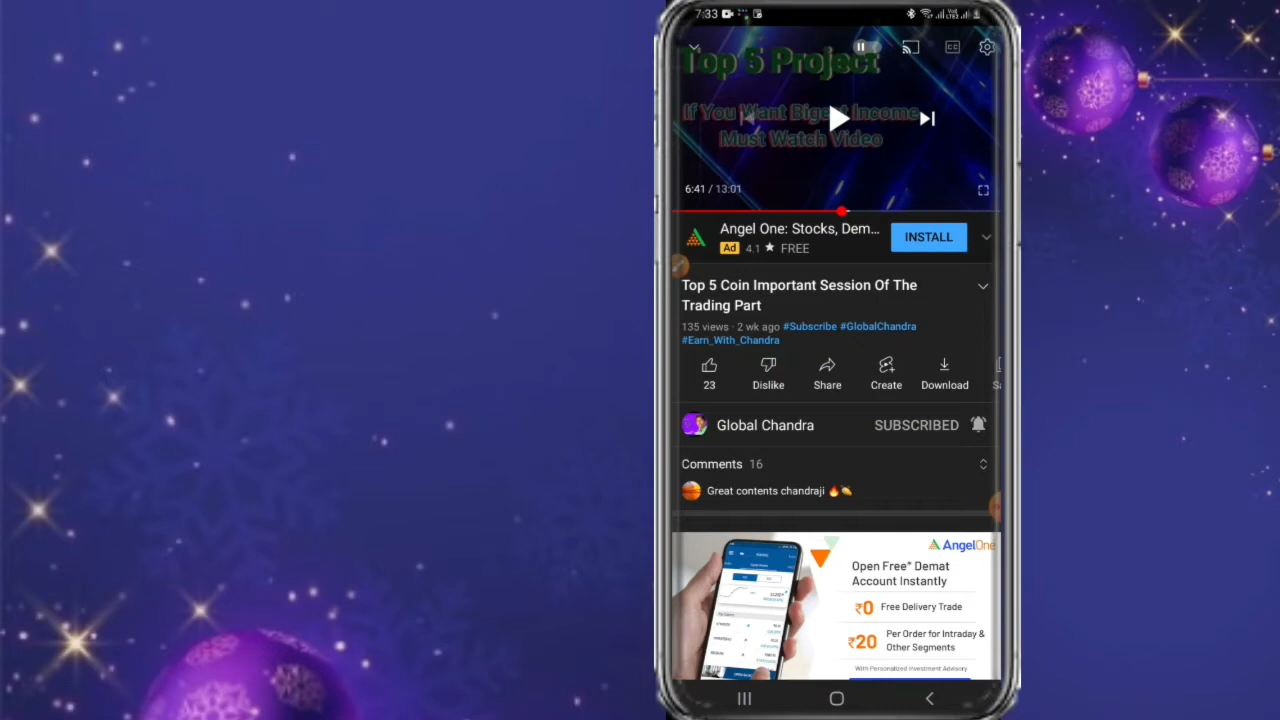 7:33
Top 5 Project
If You Want Bigest Income
Must Watch Video
6:41 / 13:01
Angel One: Stocks, Dem...
INSTALL
Ad 4.1 ★ FREE
Top 5 Coin Important Session Of The
Trading Part
135 views · 2 wk ago #Subscribe #GlobalChandra
#Earn_With_Chandra
23 Dislike Share Create Download
Global Chandra SUBSCRIBED
Comments 16
Great contents chandraji 🔥
AngelOne
Open Free* Demat
Account Instantly
₹0 Free Delivery Trade
₹20 Per Order for Intraday &
Other Segments
With Personalized Investment Advisory